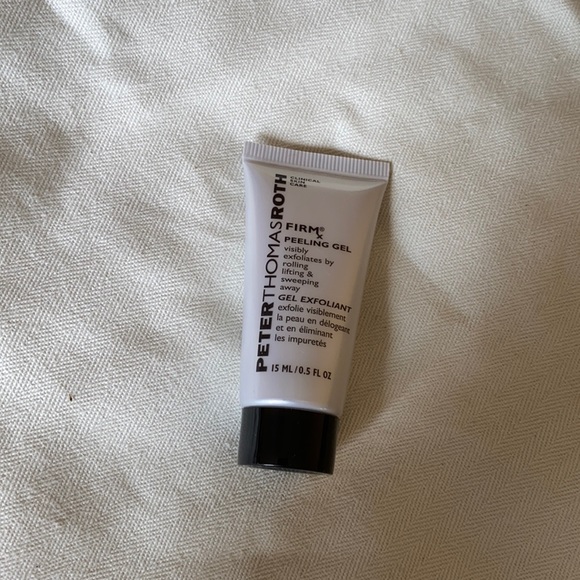 PETERTHOMASROTH
CLINICAL
SKIN
CARE
FIRMx®
PEELING GEL
visibly
exfoliates by
rolling
lifting &
sweeping
away
GEL EXFOLIANT
exfolie visiblement
la peau en délogeant
et en éliminant
les impuretés
15 ML / 0.5 FL OZ